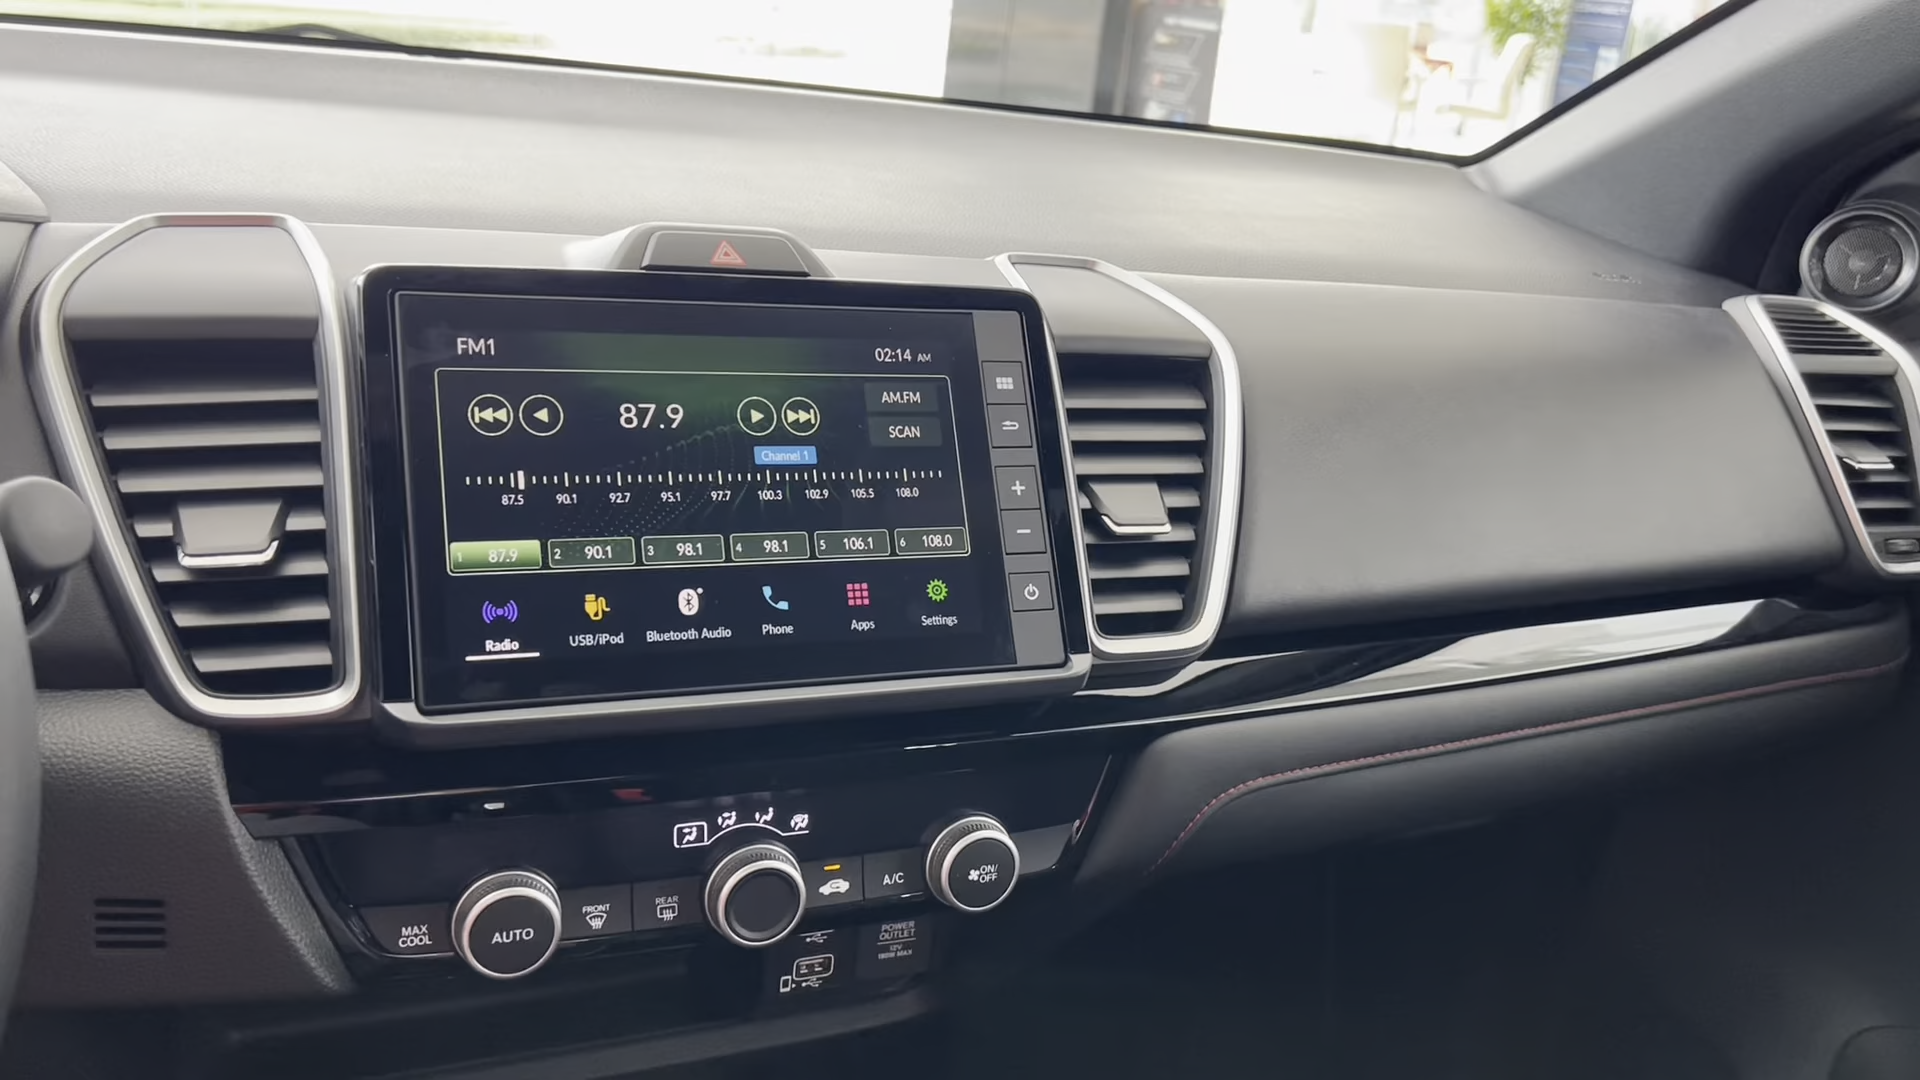 FM1
02:14 AM
87.9
AM.FM
SCAN
Channel 1
87.5 90.1 92.7 95.1 97.7 100.3 102.9 105.5 108.0
1 87.9 2 90.1 3 98.1 4 98.1 5 106.1 6 108.0
Radio USB/iPod Bluetooth Audio Phone Apps Settings
MAX
COOL
AUTO
FRONT
REAR
A/C
ON/
OFF
POWER
OUTLET
12V
180W MAX